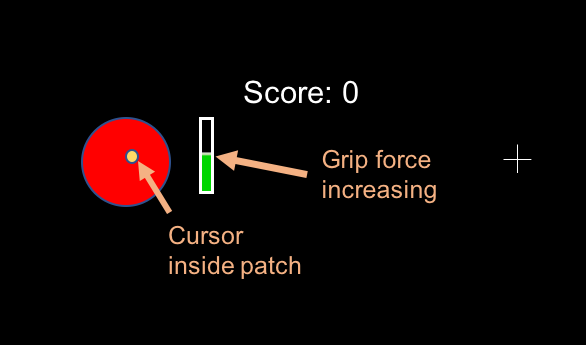 Score: 0
Grip force
increasing
Cursor
inside patch